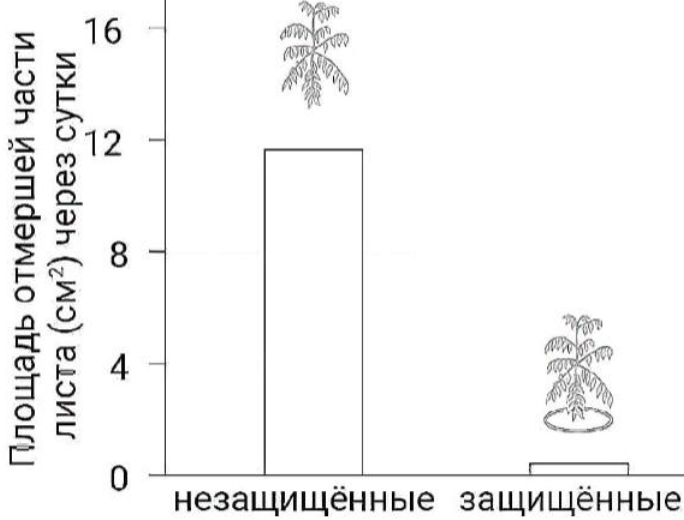 Площадь отмершей части
листа (см²) через сутки
16
12
8
4
0
незащищённые защищённые